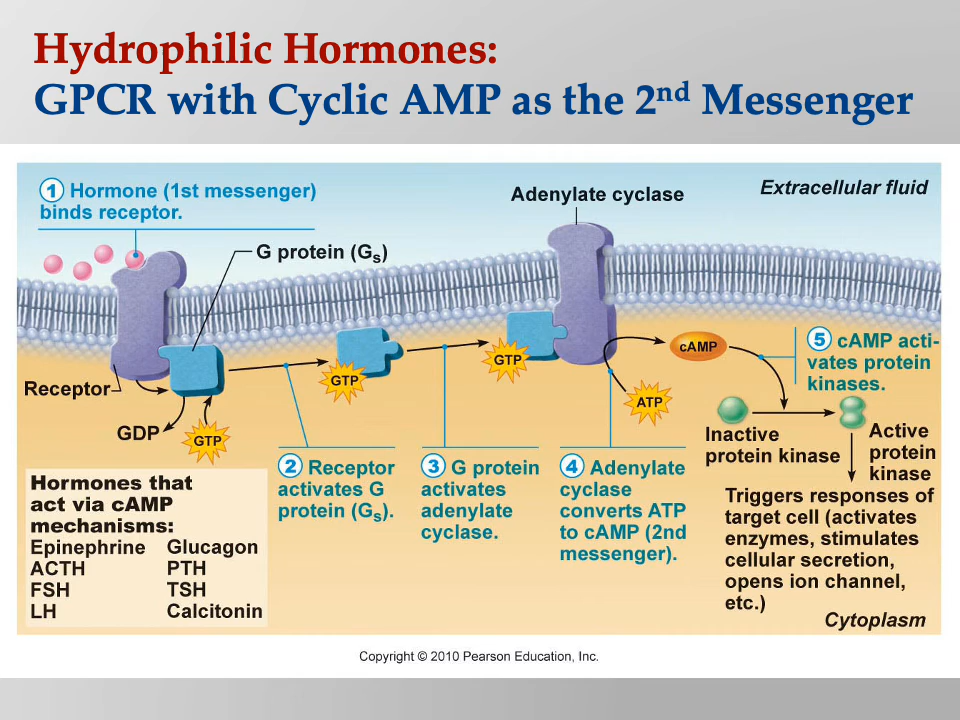 Hydrophilic Hormones:
GPCR with Cyclic AMP as the 2nd Messenger
1 Hormone (1st messenger)
binds receptor.
G protein (Gs)
Adenylate cyclase
Extracellular fluid
Receptor
GDP
GTP
GTP
GTP
ATP
cAMP
5 cAMP acti-
vates protein
kinases.
Inactive
protein kinase
Active
protein
kinase
2 Receptor
activates G
protein (Gs).
3 G protein
activates
adenylate
cyclase.
4 Adenylate
cyclase
converts ATP
to cAMP (2nd
messenger).
Triggers responses of
target cell (activates
enzymes, stimulates
cellular secretion,
opens ion channel,
etc.)
Cytoplasm
Hormones that
act via cAMP
mechanisms:
Epinephrine Glucagon
ACTH PTH
FSH TSH
LH Calcitonin
Copyright © 2010 Pearson Education, Inc.